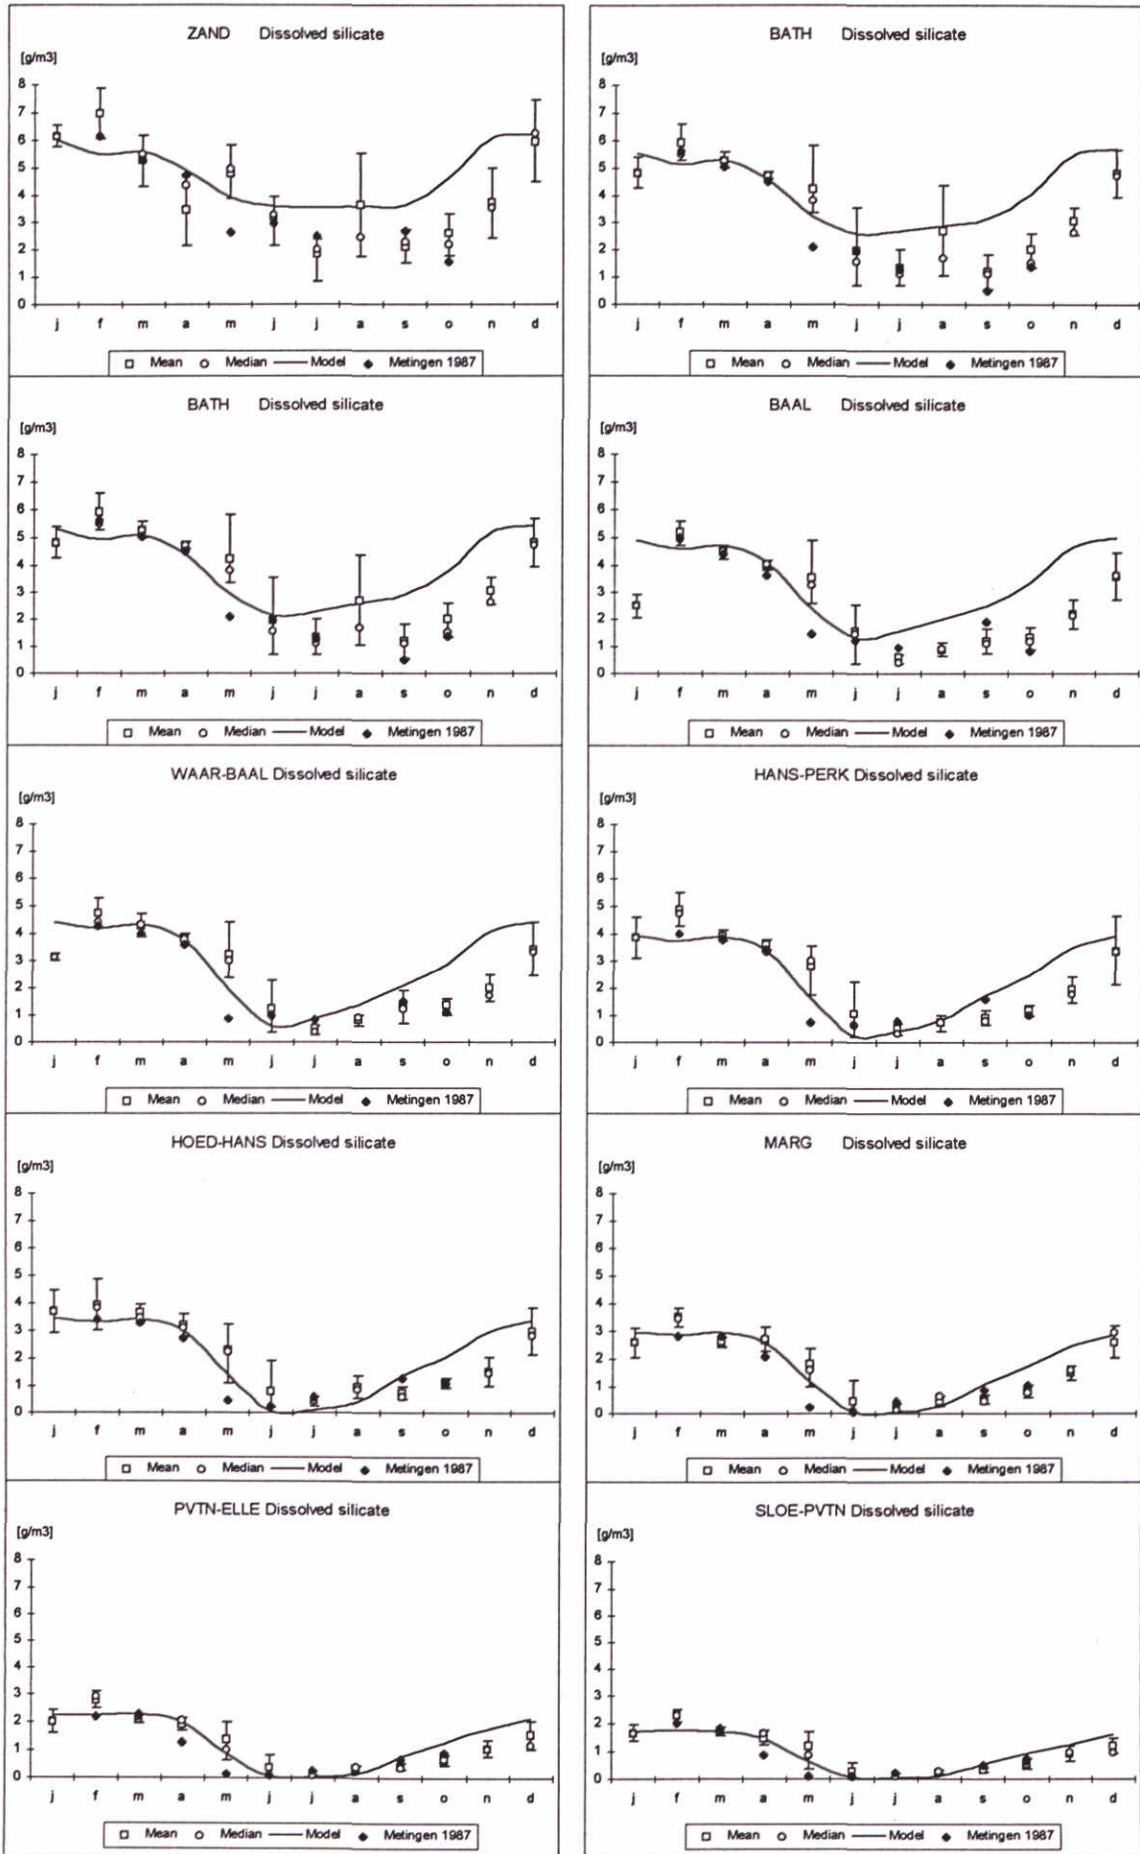 ZAND Dissolved silicate
[g/m3]
8
7
6
5
4
3
2
1
0
j f m a m j j a s o n d
Mean Median Model Metingen 1987
BATH Dissolved silicate
[g/m3]
8
7
6
5
4
3
2
1
0
j f m a m j j a s o n d
Mean Median Model Metingen 1987
BATH Dissolved silicate
[g/m3]
8
7
6
5
4
3
2
1
0
j f m a m j j a s o n d
Mean Median Model Metingen 1987
BAAL Dissolved silicate
[g/m3]
8
7
6
5
4
3
2
1
0
j f m a m j j a s o n d
Mean Median Model Metingen 1987
WAAR-BAAL Dissolved silicate
[g/m3]
8
7
6
5
4
3
2
1
0
j f m a m j j a s o n d
Mean Median Model Metingen 1987
HANS-PERK Dissolved silicate
[g/m3]
8
7
6
5
4
3
2
1
0
j f m a m j j a s o n d
Mean Median Model Metingen 1987
HOED-HANS Dissolved silicate
[g/m3]
8
7
6
5
4
3
2
1
0
j f m a m j j a s o n d
Mean Median Model Metingen 1987
MARG Dissolved silicate
[g/m3]
8
7
6
5
4
3
2
1
0
j f m a m j j a s o n d
Mean Median Model Metingen 1987
PVTN-ELLE Dissolved silicate
[g/m3]
8
7
6
5
4
3
2
1
0
j f m a m j j a s o n d
Mean Median Model Metingen 1987
SLOE-PVTN Dissolved silicate
[g/m3]
8
7
6
5
4
3
2
1
0
j f m a m j j a s o n d
Mean Median Model Metingen 1987